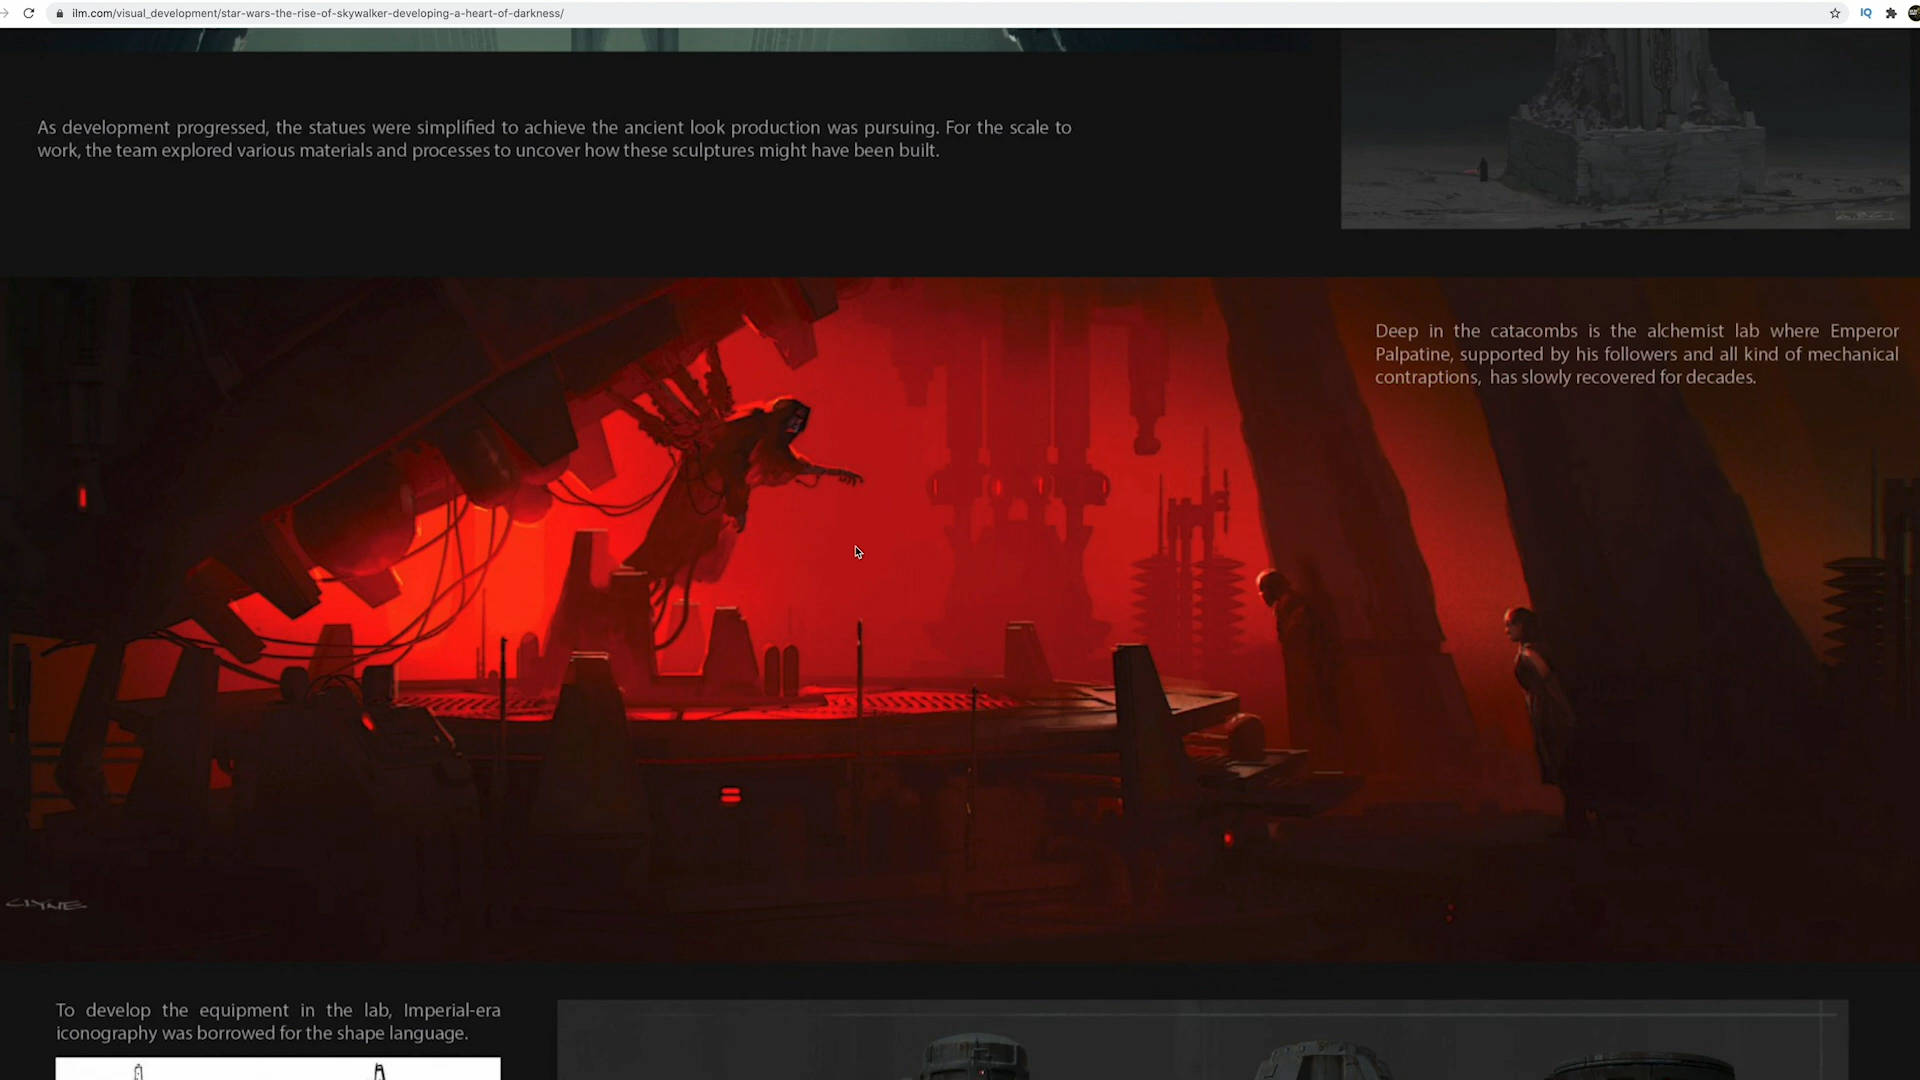 ilm.com/visual_development/star-wars-the-rise-of-skywalker-developing-a-heart-of-darkness/
IQ
As development progressed, the statues were simplified to achieve the ancient look production was pursuing. For the scale to
work, the team explored various materials and processes to uncover how these sculptures might have been built.
Deep in the catacombs is the alchemist lab where Emperor
Palpatine, supported by his followers and all kind of mechanical
contraptions, has slowly recovered for decades.
CLYNE
To develop the equipment in the lab, Imperial-era
iconography was borrowed for the shape language.